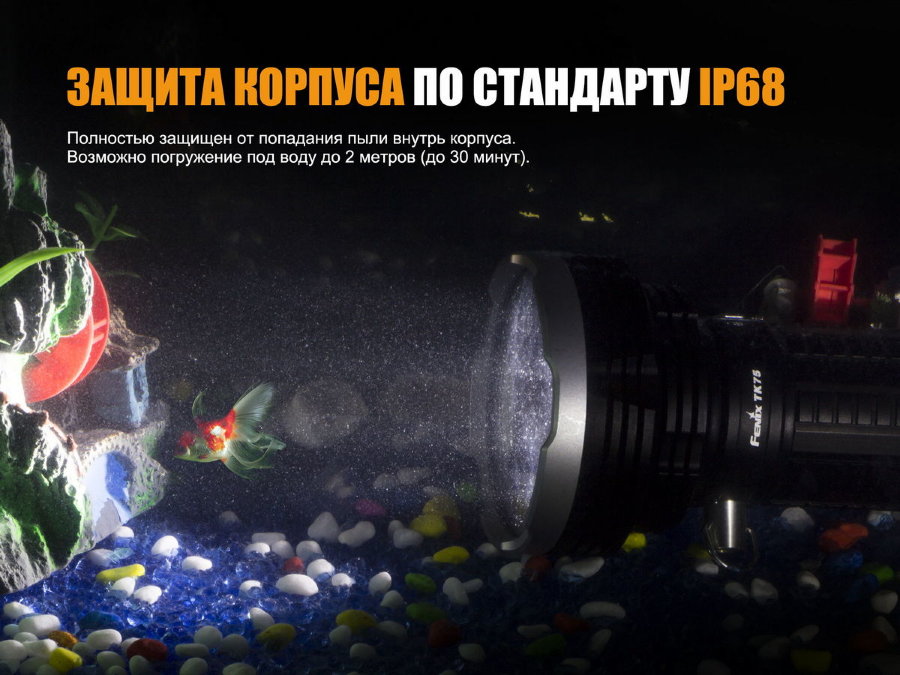 ЗАЩИТА КОРПУСА ПО СТАНДАРТУ IP68
Полностью защищен от попадания пыли внутрь корпуса.
Возможно погружение под воду до 2 метров (до 30 минут).
FENIX TK75